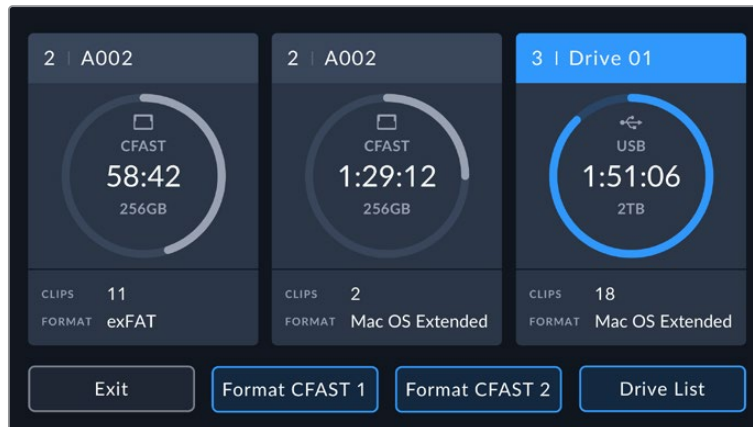 2 | A002
CFAST
58:42
256GB
CLIPS 11
FORMAT exFAT
2 | A002
CFAST
1:29:12
256GB
CLIPS 2
FORMAT Mac OS Extended
3 | Drive 01
USB
1:51:06
2TB
CLIPS 18
FORMAT Mac OS Extended
Exit
Format CFAST 1
Format CFAST 2
Drive List